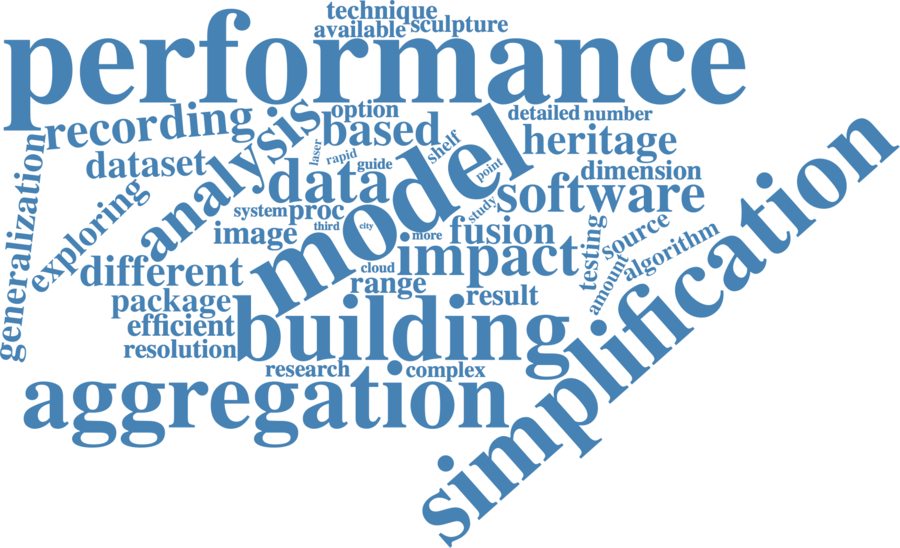 technique
available
sculpture
performance
recording
option
based
detailed
number
heritage
generalization
dataset
analysis
laser
rapid
guide
shelf
point
dimension
exploring
data
model
software
system
proc
third
city
study
more
image
fusion
testing
source
algorithm
different
cloud
impact
amount
package
range
result
efficient
building
simplification
resolution
research
complex
aggregation